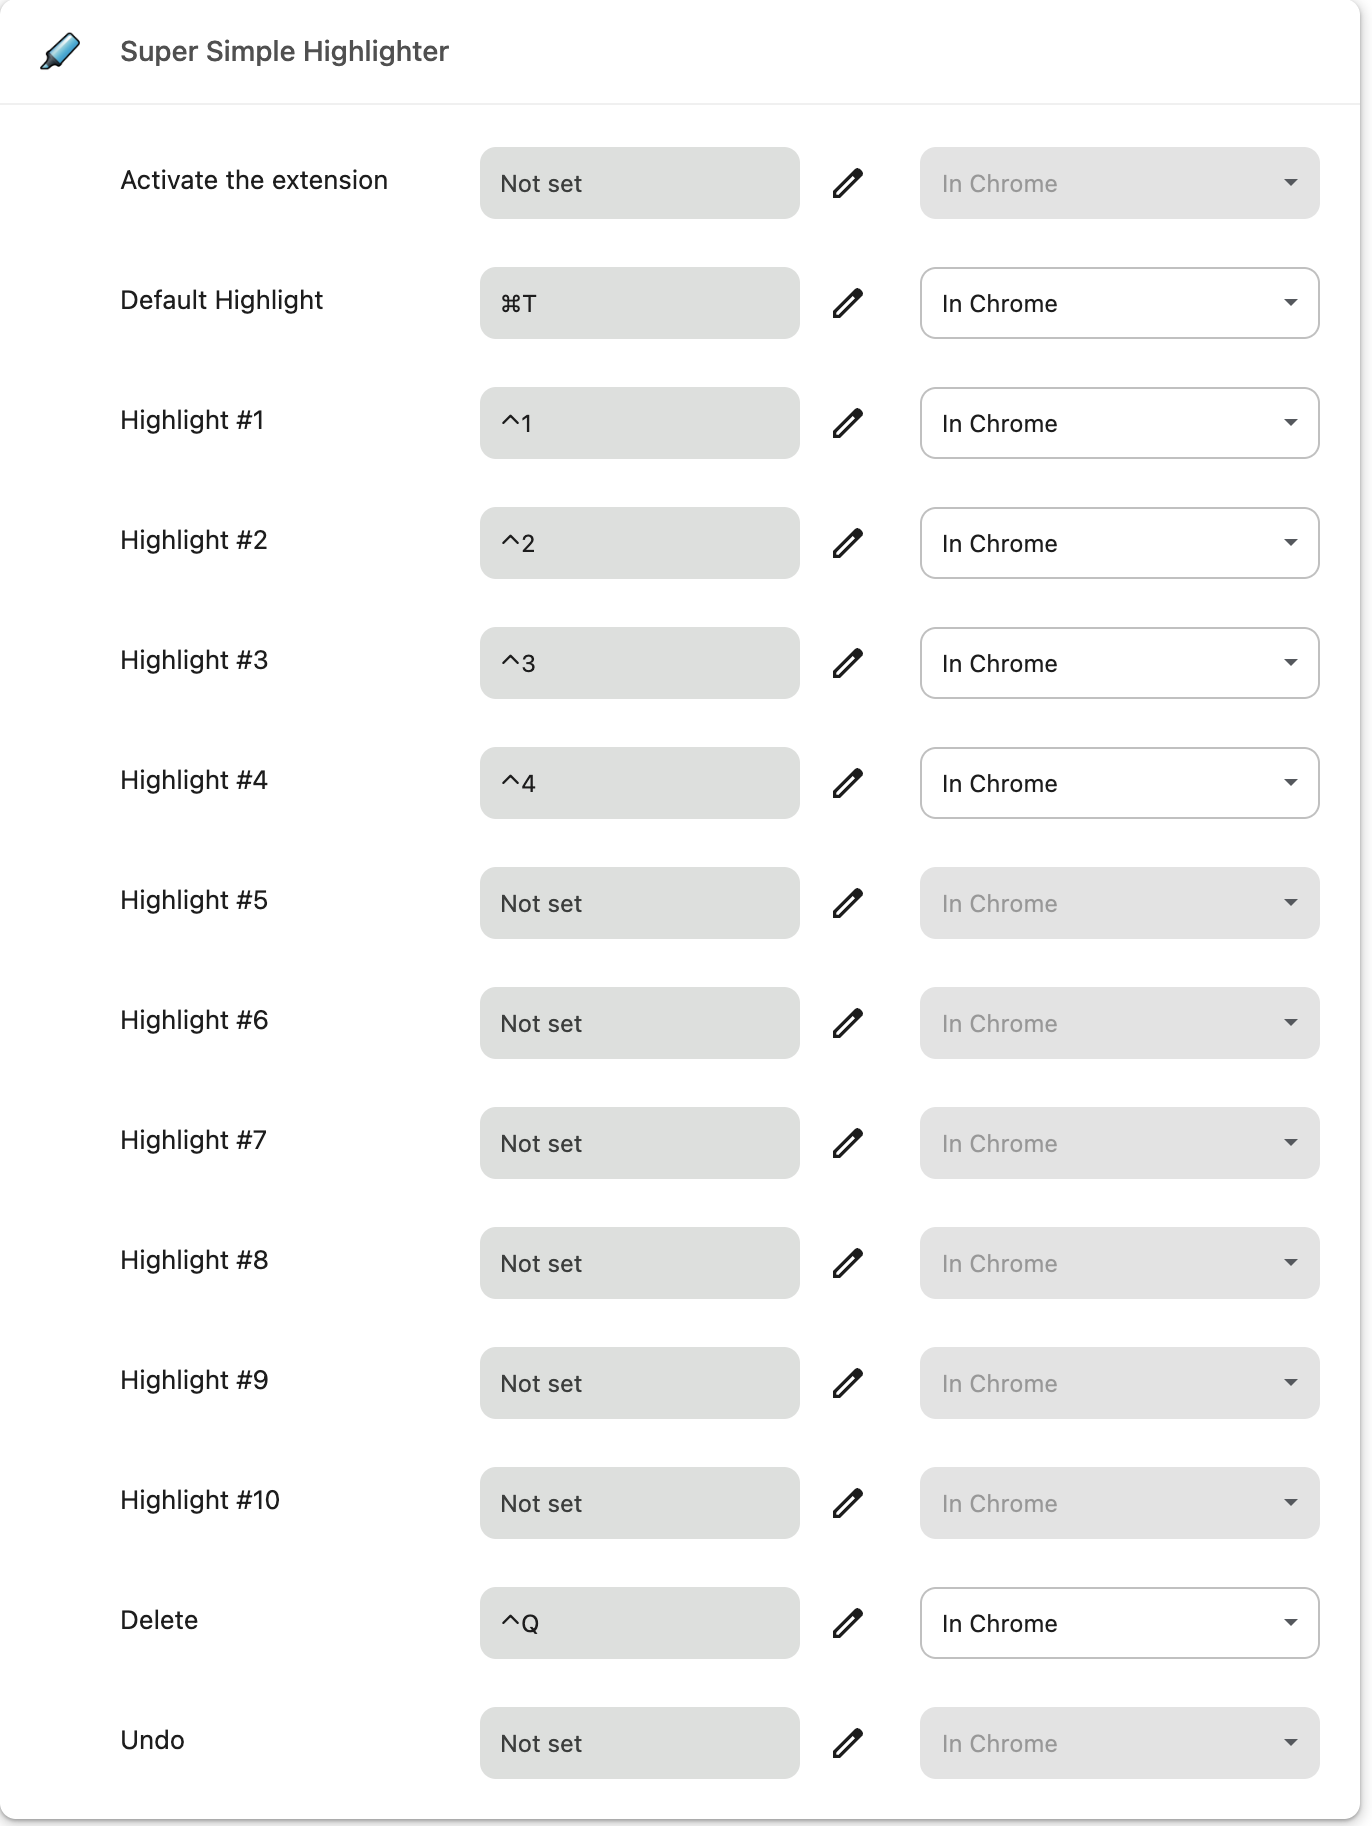 Super Simple Highlighter
Activate the extension Not set In Chrome
Default Highlight ⌘T In Chrome
Highlight #1 ^1 In Chrome
Highlight #2 ^2 In Chrome
Highlight #3 ^3 In Chrome
Highlight #4 ^4 In Chrome
Highlight #5 Not set In Chrome
Highlight #6 Not set In Chrome
Highlight #7 Not set In Chrome
Highlight #8 Not set In Chrome
Highlight #9 Not set In Chrome
Highlight #10 Not set In Chrome
Delete ^Q In Chrome
Undo Not set In Chrome